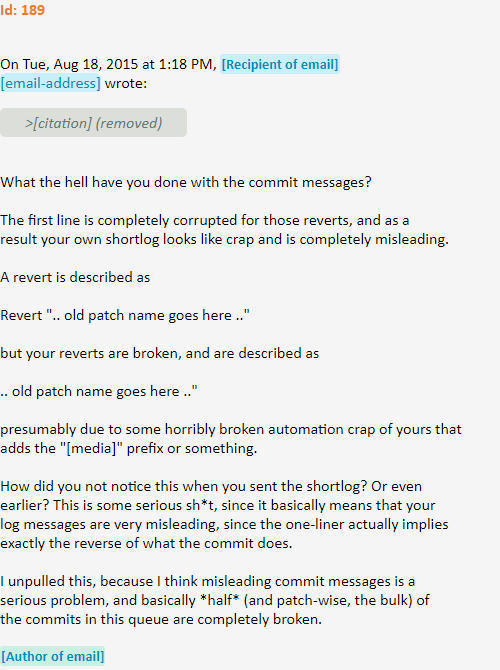 Id: 189
On Tue, Aug 18, 2015 at 1:18 PM, [Recipient of email]
[email-address] wrote:
>[citation] (removed)
What the hell have you done with the commit messages?
The first line is completely corrupted for those reverts, and as a
result your own shortlog looks like crap and is completely misleading.
A revert is described as
Revert ".. old patch name goes here .."
but your reverts are broken, and are described as
.. old patch name goes here .."
presumably due to some horribly broken automation crap of yours that
adds the "[media]" prefix or something.
How did you not notice this when you sent the shortlog? Or even
earlier? This is some serious sh*t, since it basically means that your
log messages are very misleading, since the one-liner actually implies
exactly the reverse of what the commit does.
I unpulled this, because I think misleading commit messages is a
serious problem, and basically *half* (and patch-wise, the bulk) of
the commits in this queue are completely broken.
[Author of email]